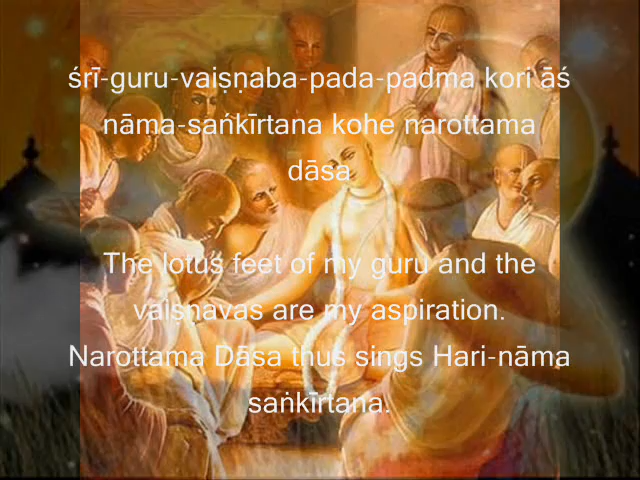 śrī-guru-vaiṣṇaba-pada-padma kori āś
nāma-sańkīrtana kohe narottama
dāsa
The lotus feet of my guru and the
vaiṣṇavas are my aspiration.
Narottama Dāsa thus sings Hari-nāma
saṅkīrtana.